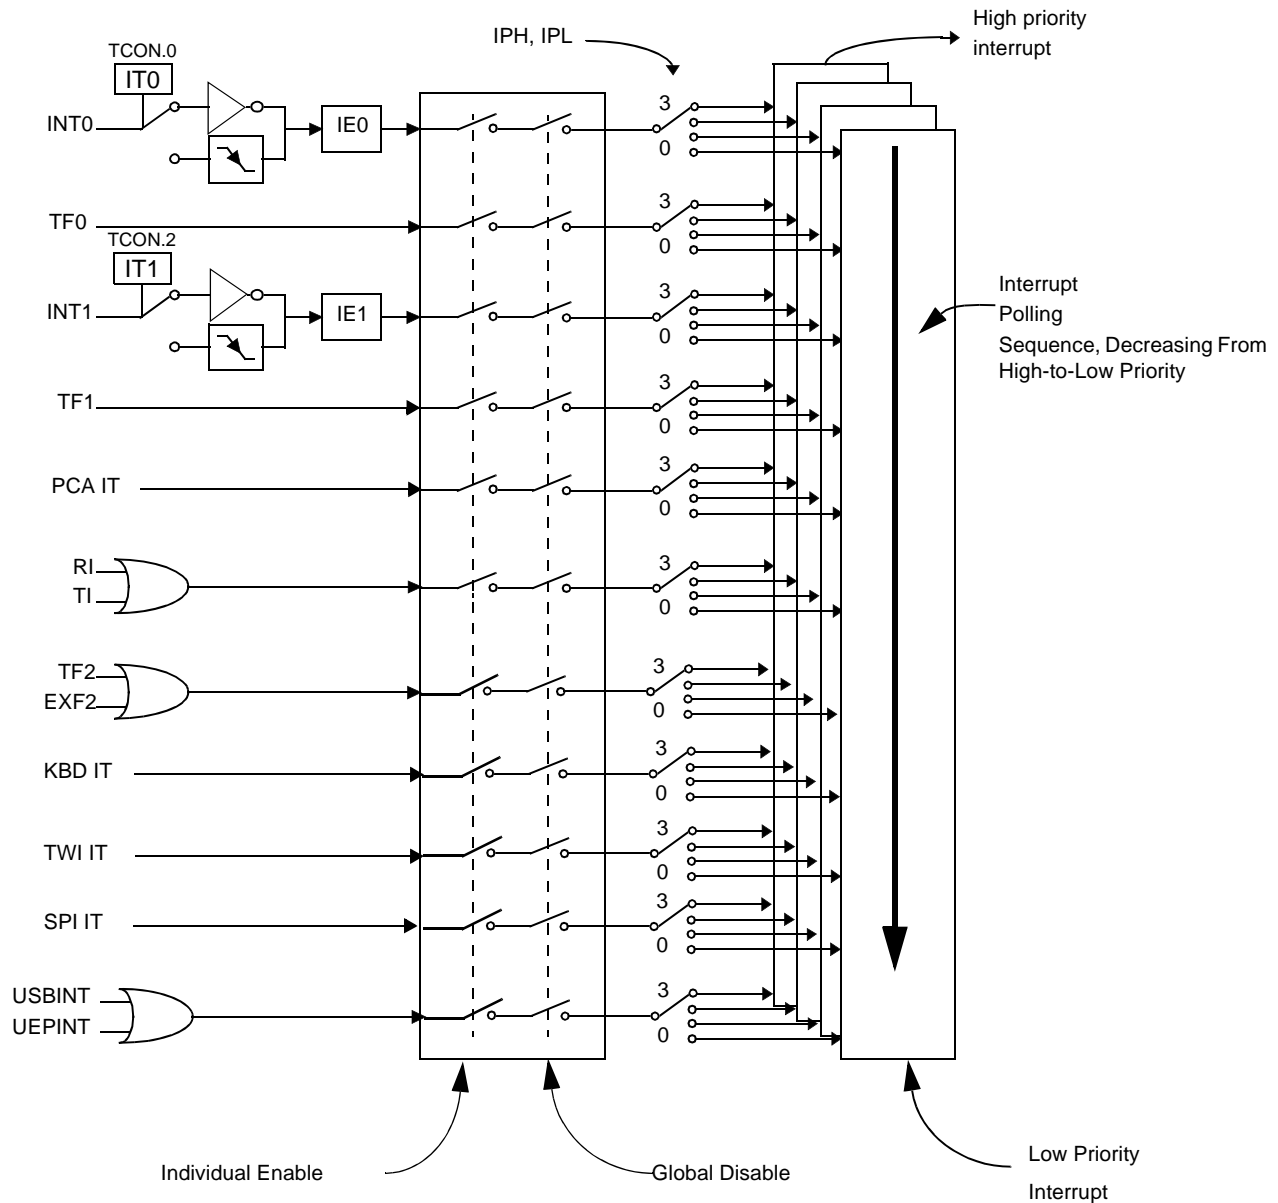 High priority
interrupt
IPH, IPL
TCON.0
IT0
INT0
IE0
3
0
TF0
3
0
TCON.2
IT1
INT1
IE1
3
0
Interrupt
Polling
Sequence, Decreasing From
High-to-Low Priority
TF1
3
0
PCA IT
3
0
RI
TI
3
0
TF2
EXF2
3
0
KBD IT
3
0
TWI IT
3
0
SPI IT
3
0
USBINT
UEPINT
3
0
Individual Enable
Global Disable
Low Priority
Interrupt